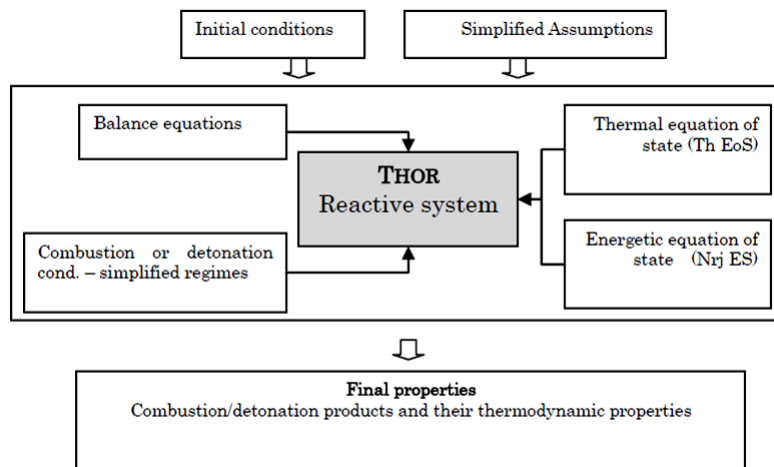 Initial conditions
Simplified Assumptions
Balance equations
Thermal equation of
state (Th EoS)
THOR
Reactive system
Combustion or detonation
cond. – simplified regimes
Energetic equation of
state (Nrj ES)
Final properties
Combustion/detonation products and their thermodynamic properties